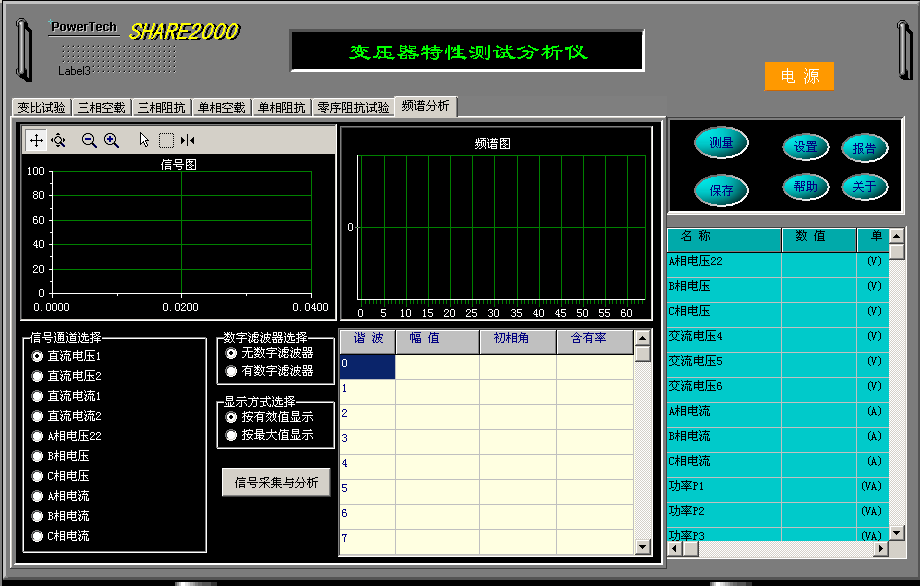 PowerTech SHARE2000
Label3
变压器特性测试分析仪
电 源
变比试验 三相空载 三相阻抗 单相空载 单相阻抗 零序阻抗试验 频谱分析
信号图
100
80
60
40
20
0
0.0000 0.0200 0.0400
频谱图
0
0 5 10 15 20 25 30 35 40 45 50 55 60
测量 设置 报告
保存 帮助 关于
名 称 数 值 单
A相电压22 (V)
B相电压 (V)
C相电压 (V)
交流电压4 (V)
交流电压5 (V)
交流电压6 (V)
A相电流 (A)
B相电流 (A)
C相电流 (A)
功率P1 (VA)
功率P2 (VA)
功率P3 (VA)
信号通道选择
直流电压1
直流电压2
直流电流1
直流电流2
A相电压22
B相电压
C相电压
A相电流
B相电流
C相电流
数字滤波器选择
无数字滤波器
有数字滤波器
显示方式选择
按有效值显示
按最大值显示
信号采集与分析
谐 波 幅 值 初相角 含有率
0
1
2
3
4
5
6
7